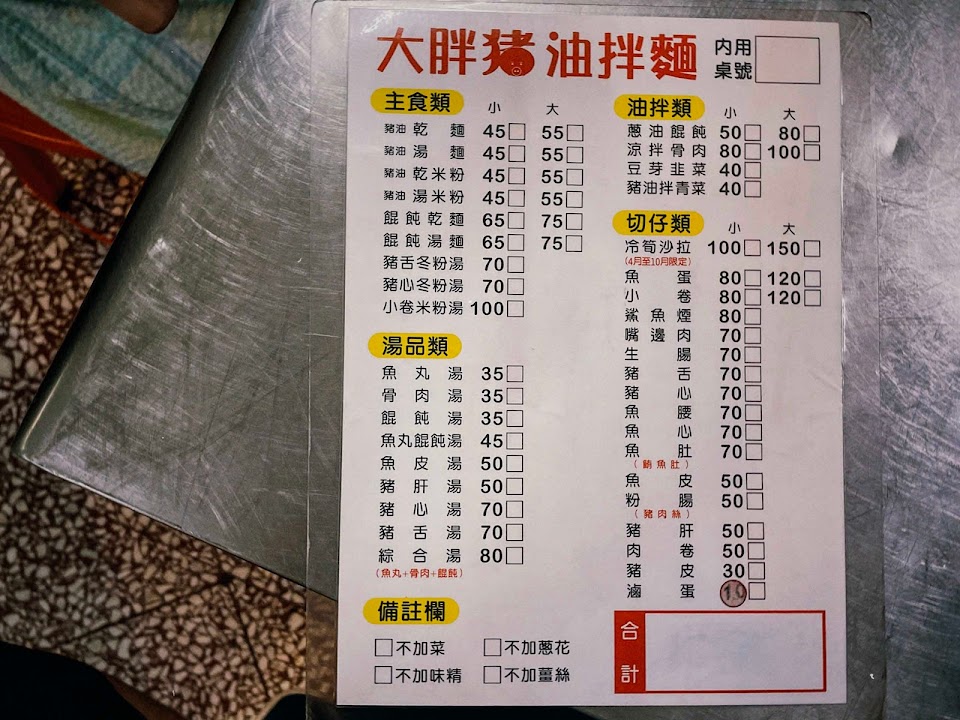 大胖豬油拌麵
內用
桌號
主食類 小 大
豬油乾麵 45 55
豬油湯麵 45 55
豬油乾米粉 45 55
豬油湯米粉 45 55
餛飩乾麵 65 75
餛飩湯麵 65 75
豬舌冬粉湯 70
豬心冬粉湯 70
小卷米粉湯 100
湯品類
魚丸湯 35
骨肉湯 35
餛飩湯 35
魚丸餛飩湯 45
魚皮湯 50
豬肝湯 50
豬心湯 70
豬舌湯 70
綜合湯 80
(魚丸+骨肉+餛飩)
備註欄
不加菜 不加蔥花
不加味精 不加薑絲
油拌類 小 大
蔥油餛飩 50 80
涼拌骨肉 80 100
豆芽韭菜 40
豬油拌青菜 40
切仔類 小 大
冷筍沙拉 100 150
(4月至10月限定)
魚蛋 80 120
小卷 80 120
鯊魚煙 80
嘴邊肉 70
生腸 70
豬舌 70
豬心 70
魚腰 70
魚心 70
魚肚 70
(鮪魚肚)
魚皮 50
粉腸 50
(豬肉絲)
豬肝 50
肉卷 50
豬皮 30
滷蛋 10
合計